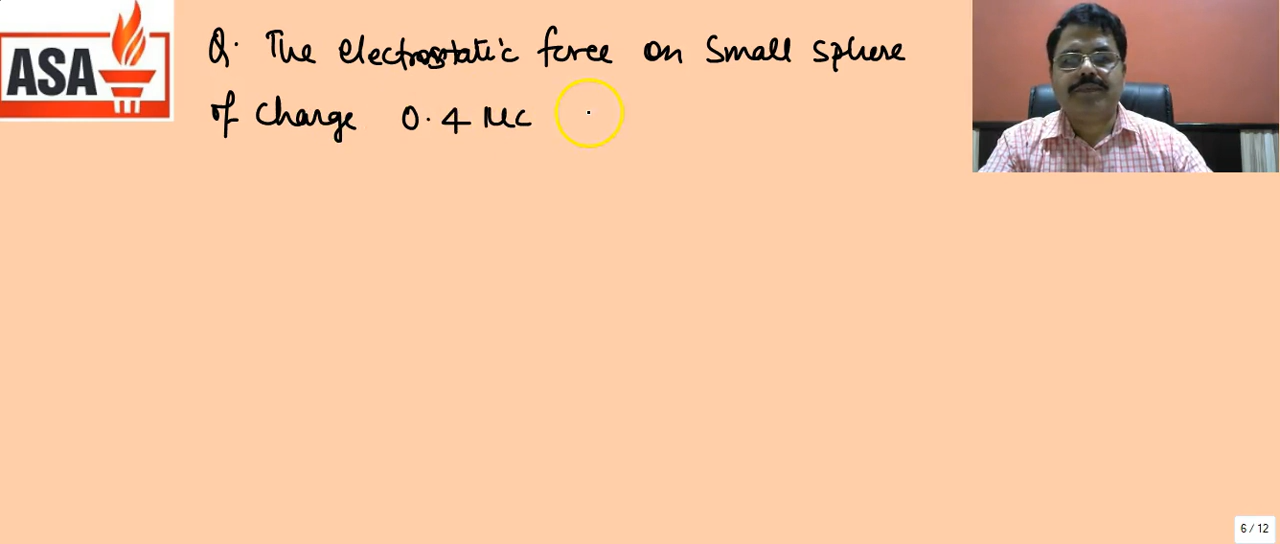 ASA
Q. The electrostatic force on small sphere
of charge 0.4 μc
6 / 12